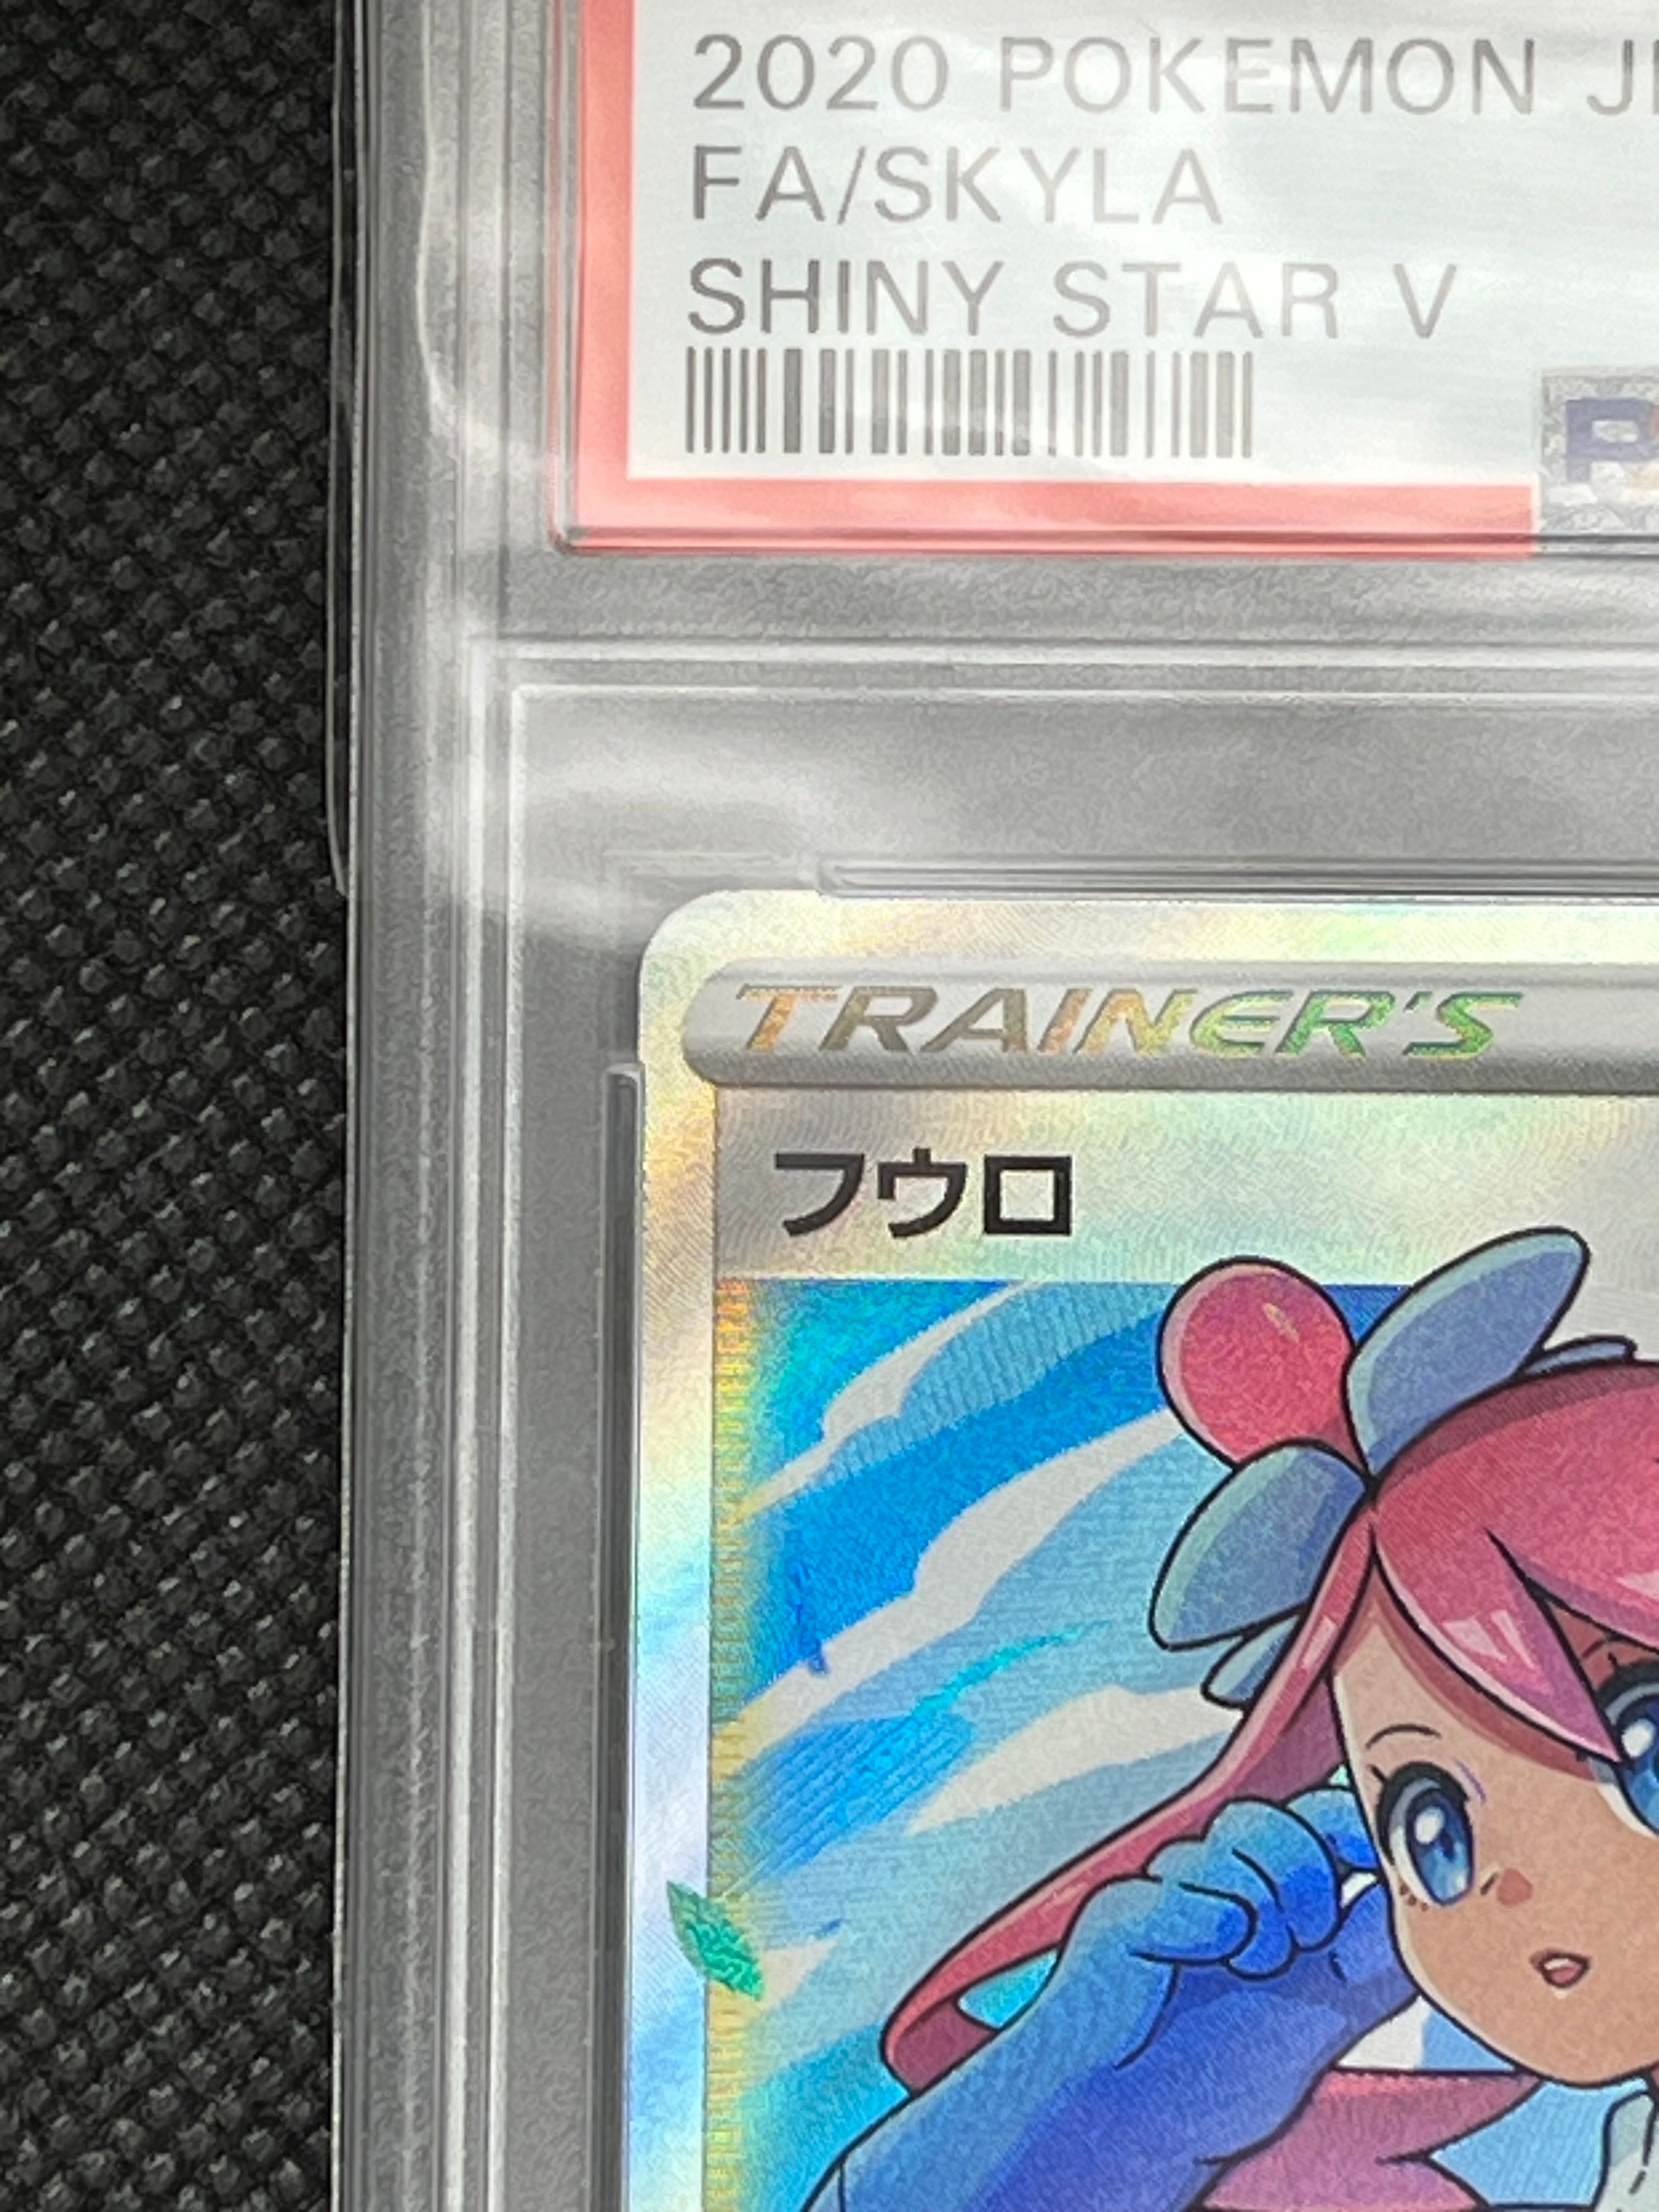 2020 POKEMON
FA/SKYLA
SHINY STAR V
TRAINER'S
フウロ